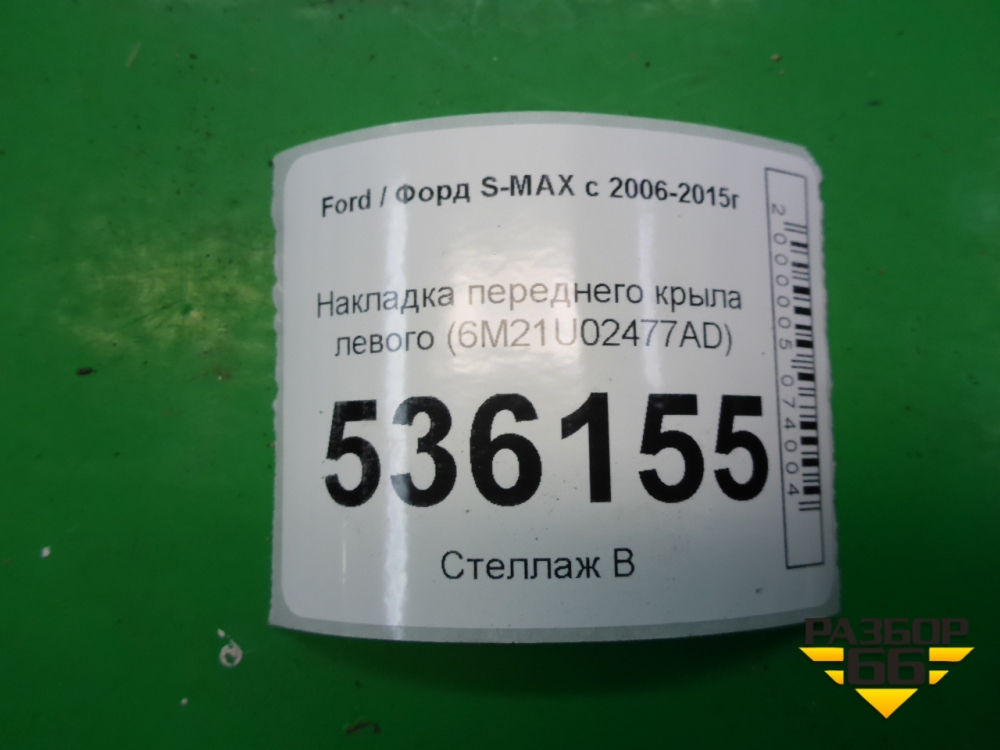 Ford / Форд S-MAX с 2006-2015г
Накладка переднего крыла
левого (6M21U02477AD)
536155
Стеллаж В
2000005074004
РАЗБОР
66